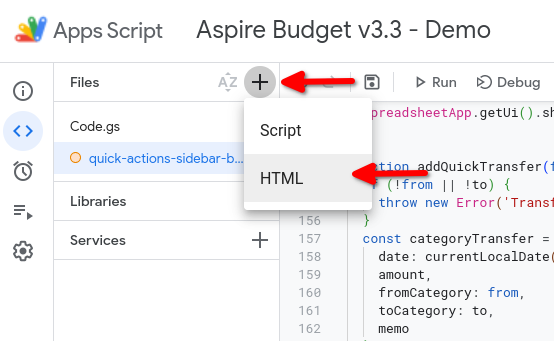 Apps Script
Aspire Budget v3.3 - Demo
Files
AZ
Run
Debug
Code.gs
quick-actions-sidebar-b...
Libraries
Services
Script
HTML
preadsheetApp.getUi().sh
ction addQuickTransfer(f
(!from || !to) {
throw new Error('Transf
156 }
157 const categoryTransfer =
158 date: currentLocalDate(
159 amount,
160 fromCategory: from,
161 toCategory: to,
162 memo